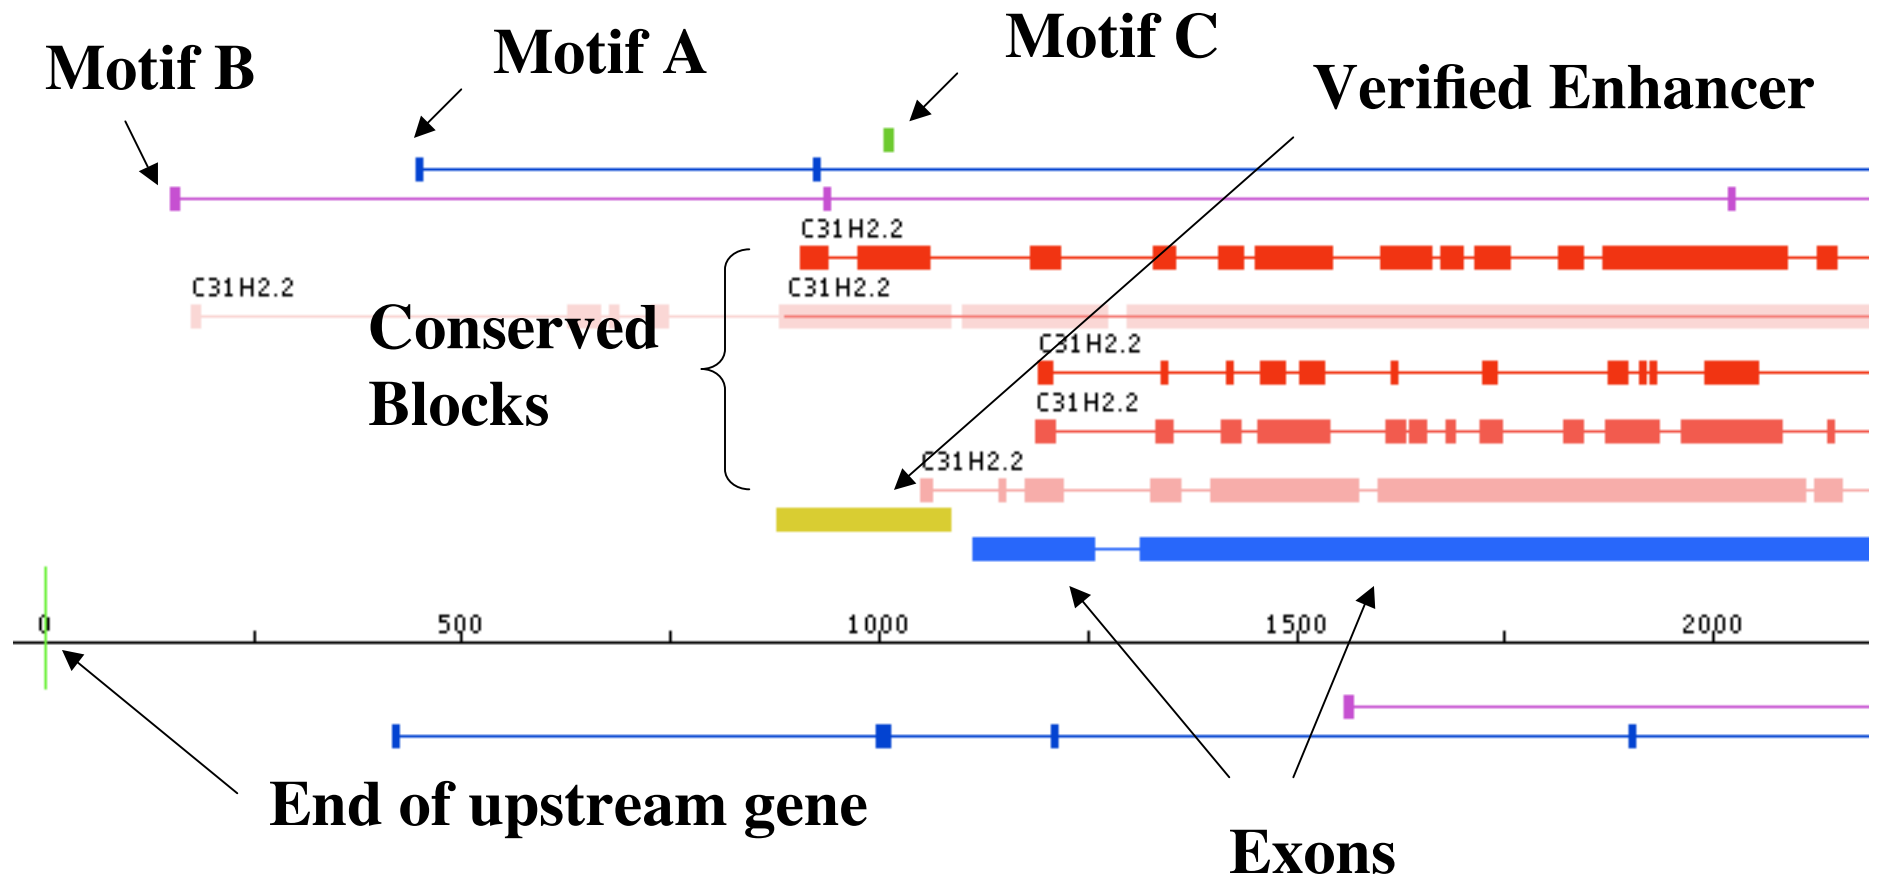 Motif C
Motif A
Motif B
Verified Enhancer
C31H2.2
C31H2.2
C31H2.2
Conserved
Blocks
C31H2.2
C31H2.2
C31H2.2
0 500 1000 1500 2000
End of upstream gene
Exons